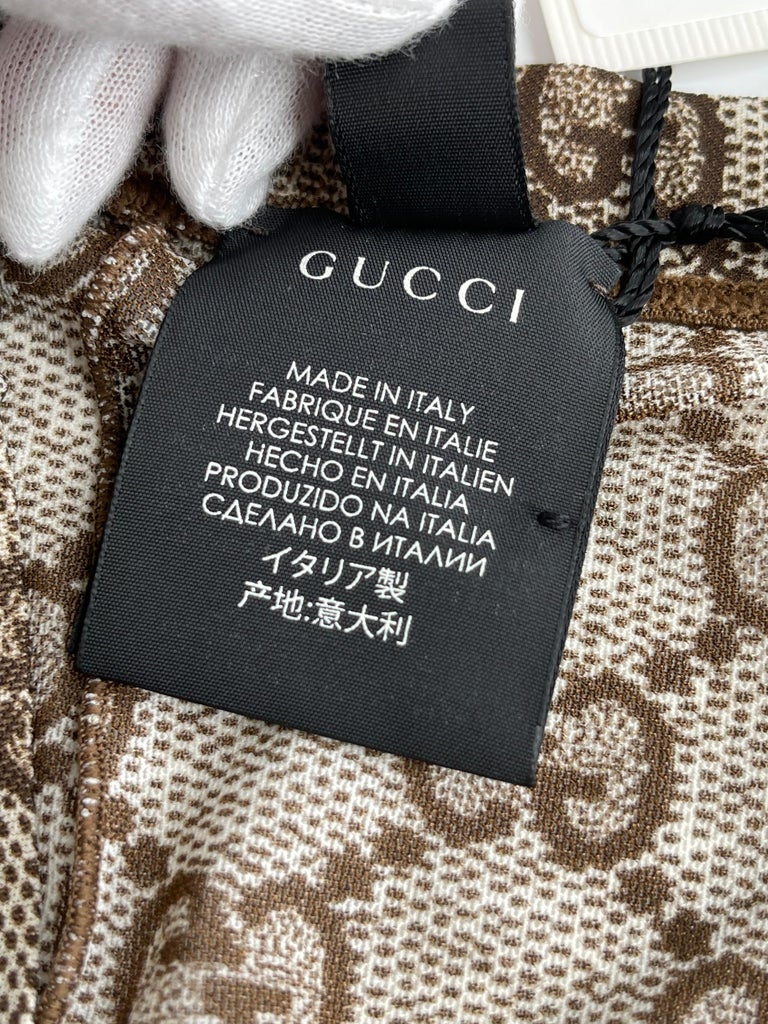 GUCCI
MADE IN ITALY
FABRIQUE EN ITALIE
HERGESTELLT IN ITALIEN
HECHO EN ITALIA
PRODUZIDO NA ITALIA
СДЕЛАНО В ИТАЛИИ
イタリア製
产地:意大利